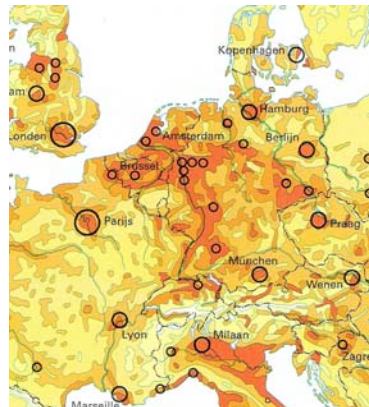 Kopenhagen
Hamburg
Amsterdam
Berlijn
Londen
Brussel
Parijs
Praag
München
Wenen
Lyon
Milaan
Zagre
Marseille